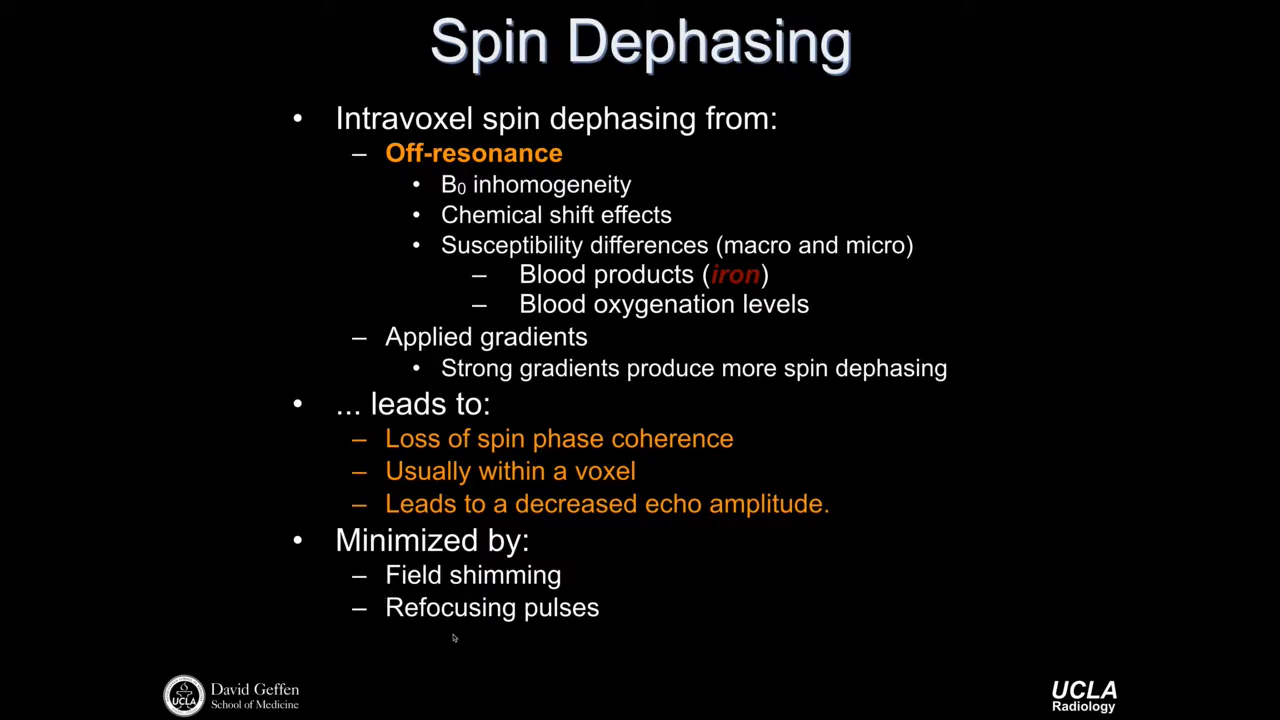 Spin Dephasing
• Intravoxel spin dephasing from:
– Off-resonance
• B₀ inhomogeneity
• Chemical shift effects
• Susceptibility differences (macro and micro)
– Blood products (iron)
– Blood oxygenation levels
– Applied gradients
• Strong gradients produce more spin dephasing
• ... leads to:
– Loss of spin phase coherence
– Usually within a voxel
– Leads to a decreased echo amplitude.
• Minimized by:
– Field shimming
– Refocusing pulses
UCLA
David Geffen
School of Medicine
UCLA
Radiology